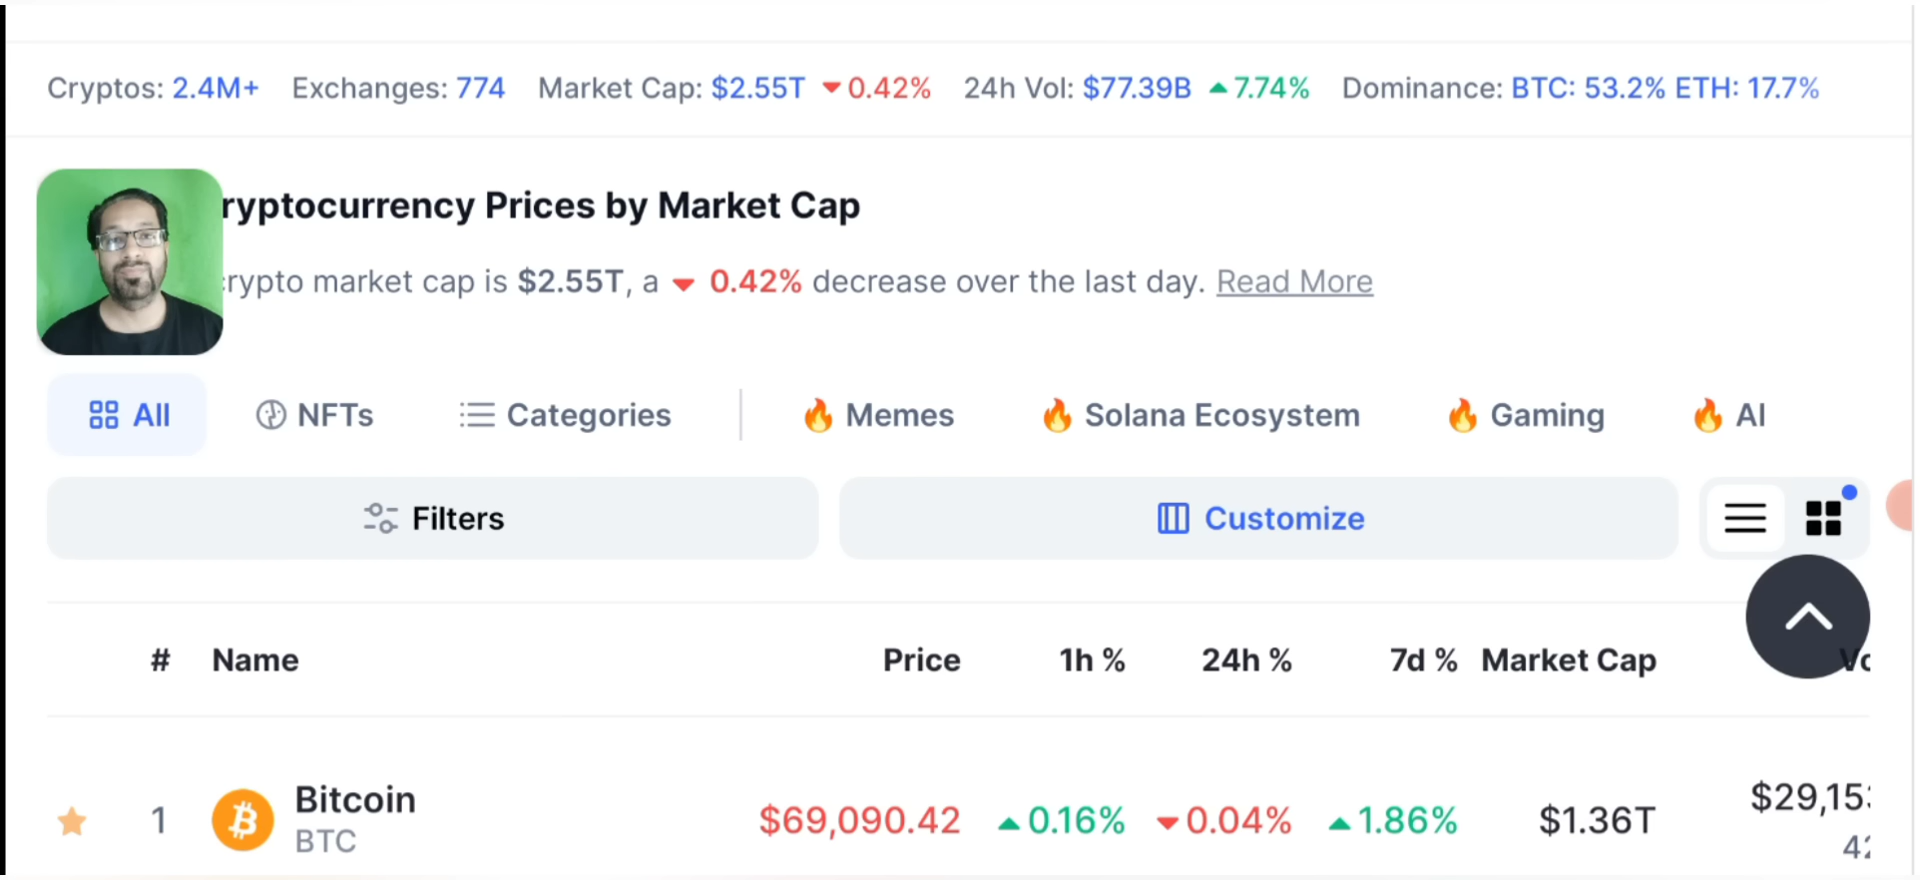 Cryptos: 2.4M+ Exchanges: 774 Market Cap: $2.55T 0.42% 24h Vol: $77.39B 7.74% Dominance: BTC: 53.2% ETH: 17.7%
ryptocurrency Prices by Market Cap
rypto market cap is $2.55T, a 0.42% decrease over the last day. Read More
All NFTs Categories Memes Solana Ecosystem Gaming AI
Filters Customize
# Name Price 1h % 24h % 7d % Market Cap
1 Bitcoin BTC $69,090.42 0.16% 0.04% 1.86% $1.36T $29,15